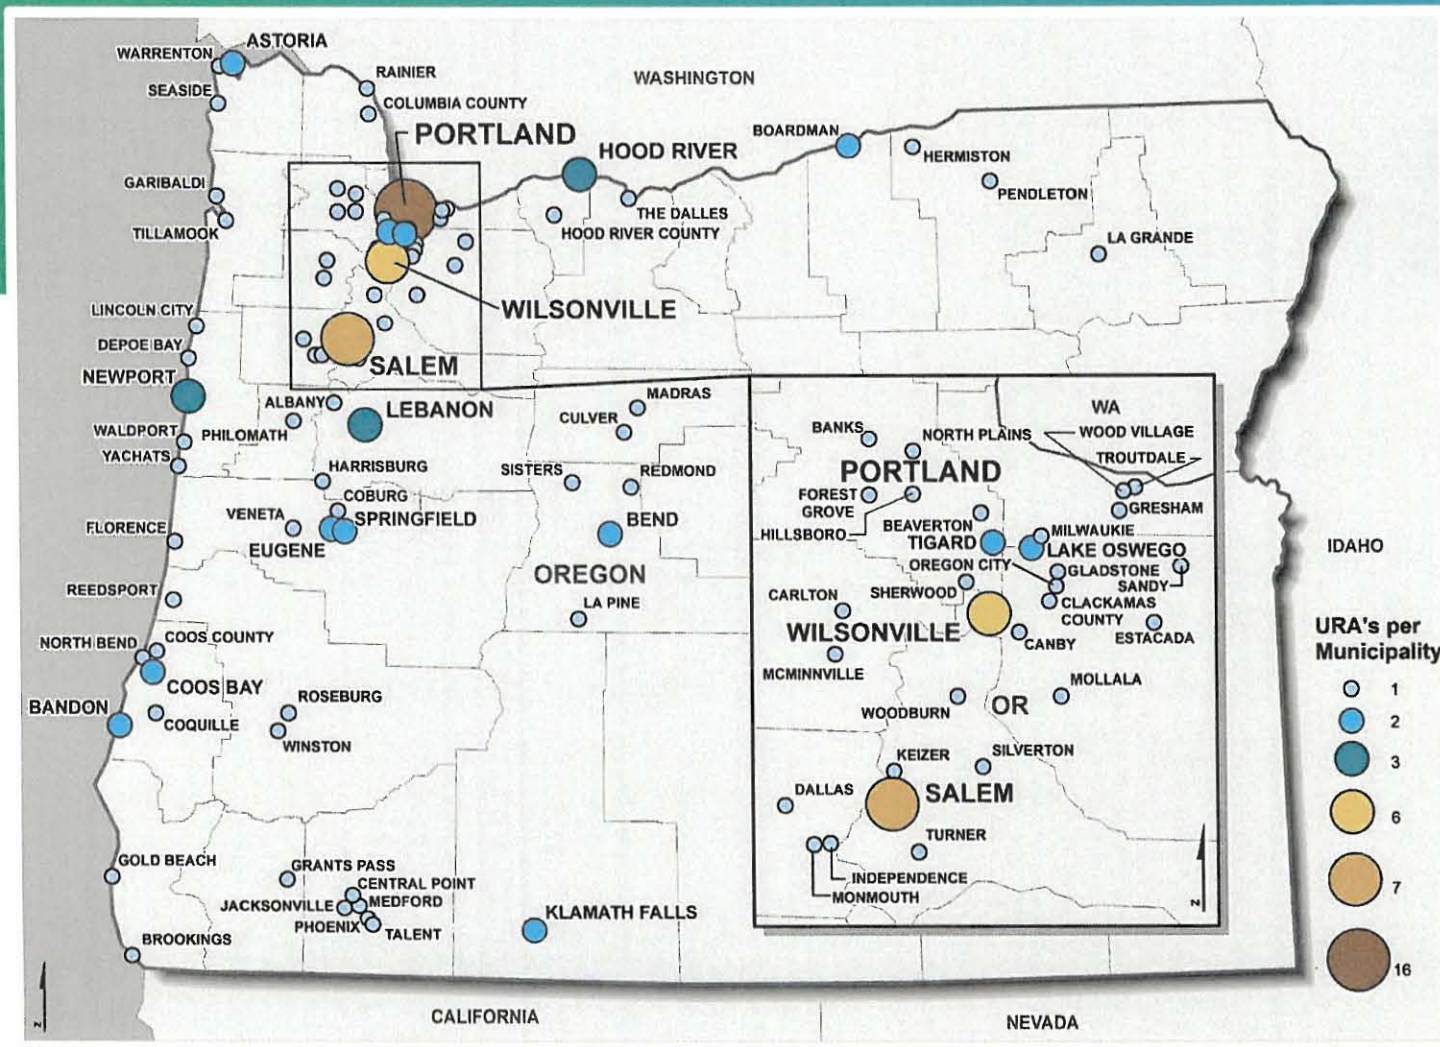 ASTORIA
WARRENTON
RAINIER
WASHINGTON
SEASIDE
COLUMBIA COUNTY
PORTLAND
BOARDMAN
HOOD RIVER
HERMISTON
GARIBALDI
PENDLETON
THE DALLES
TILLAMOOK
HOOD RIVER COUNTY
LA GRANDE
LINCOLN CITY
WILSONVILLE
DEPOE BAY
SALEM
NEWPORT
MADRAS
ALBANY
LEBANON
CULVER
WALDPORT
PHILOMATH
YACHATS
HARRISBURG
SISTERS
REDMOND
COBURG
VENETA
SPRINGFIELD
BEND
FLORENCE
EUGENE
OREGON
REEDSPORT
LA PINE
NORTH BEND
COOS COUNTY
COOS BAY
BANDON
ROSEBURG
COQUILLE
WINSTON
GOLD BEACH
GRANTS PASS
CENTRAL POINT
JACKSONVILLE
MEDFORD
PHOENIX
TALENT
KLAMATH FALLS
BROOKINGS
N
CALIFORNIA
NEVADA
IDAHO
WA
BANKS
NORTH PLAINS
WOOD VILLAGE
TROUTDALE
PORTLAND
FOREST
GROVE
GRESHAM
HILLSBORO
BEAVERTON
MILWAUKIE
TIGARD
LAKE OSWEGO
OREGON CITY
GLADSTONE
SANDY
SHERWOOD
CARLTON
CLACKAMAS
COUNTY
WILSONVILLE
CANBY
ESTACADA
MCMINNVILLE
MOLLALA
WOODBURN
OR
KEIZER
SILVERTON
DALLAS
SALEM
TURNER
INDEPENDENCE
MONMOUTH
N
URA's per
Municipality
1
2
3
6
7
16